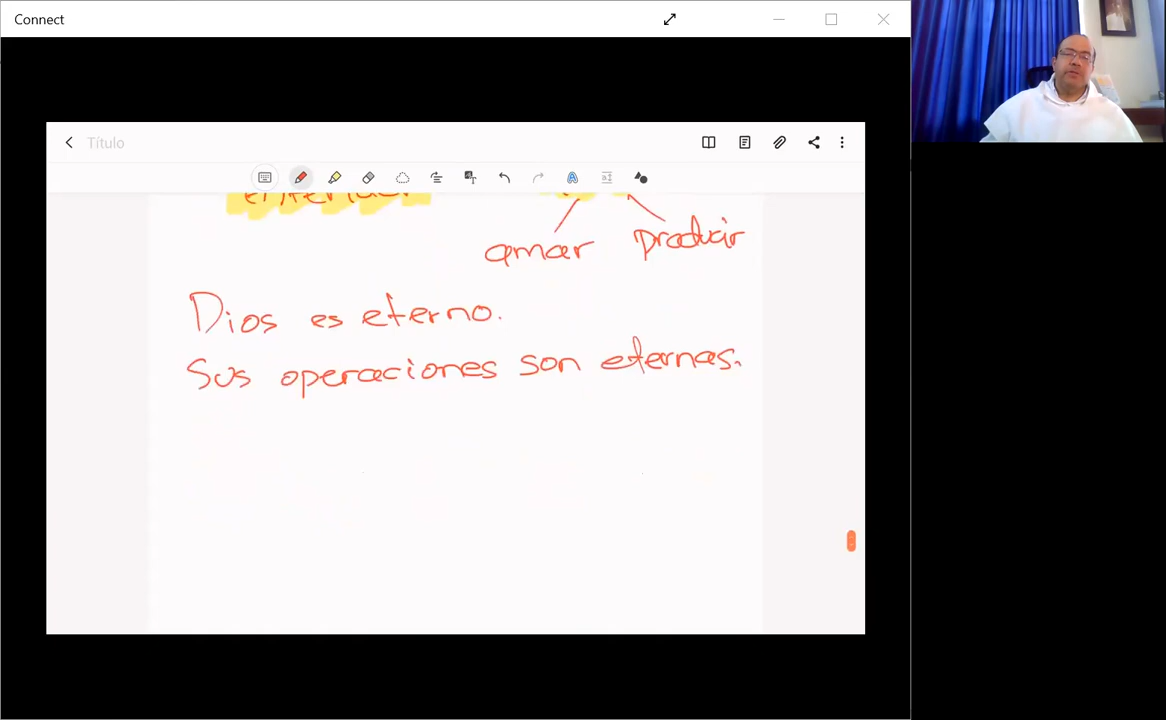 Connect
Título
amar producir
Dios es eterno.
Sus operaciones son eternas.